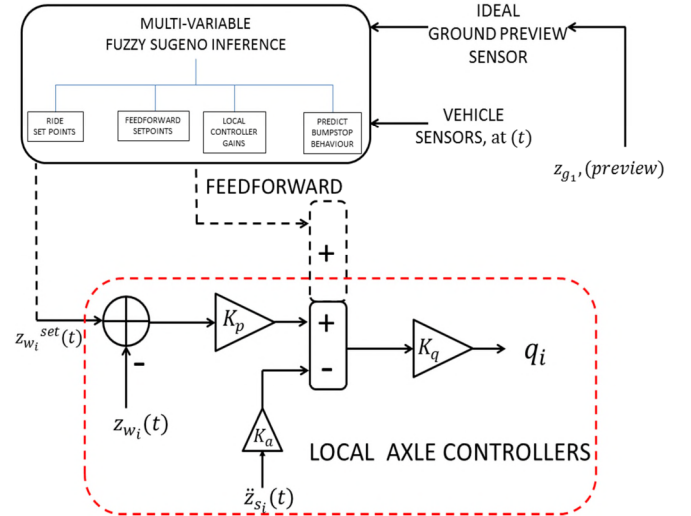 MULTI-VARIABLE
FUZZY SUGENO INFERENCE
RIDE
SET POINTS
FEEDFORWARD
SETPOINTS
LOCAL
CONTROLLER
GAINS
PREDICT
BUMPSTOP
BEHAVIOUR
IDEAL
GROUND PREVIEW
SENSOR
VEHICLE
SENSORS, at (t)
z_{g_1}, (preview)
FEEDFORWARD
+
z_{w_i}^{set}(t)
-
z_{w_i}(t)
K_p
+
-
K_a
z̈_{s_i}(t)
K_q
q_i
LOCAL AXLE CONTROLLERS